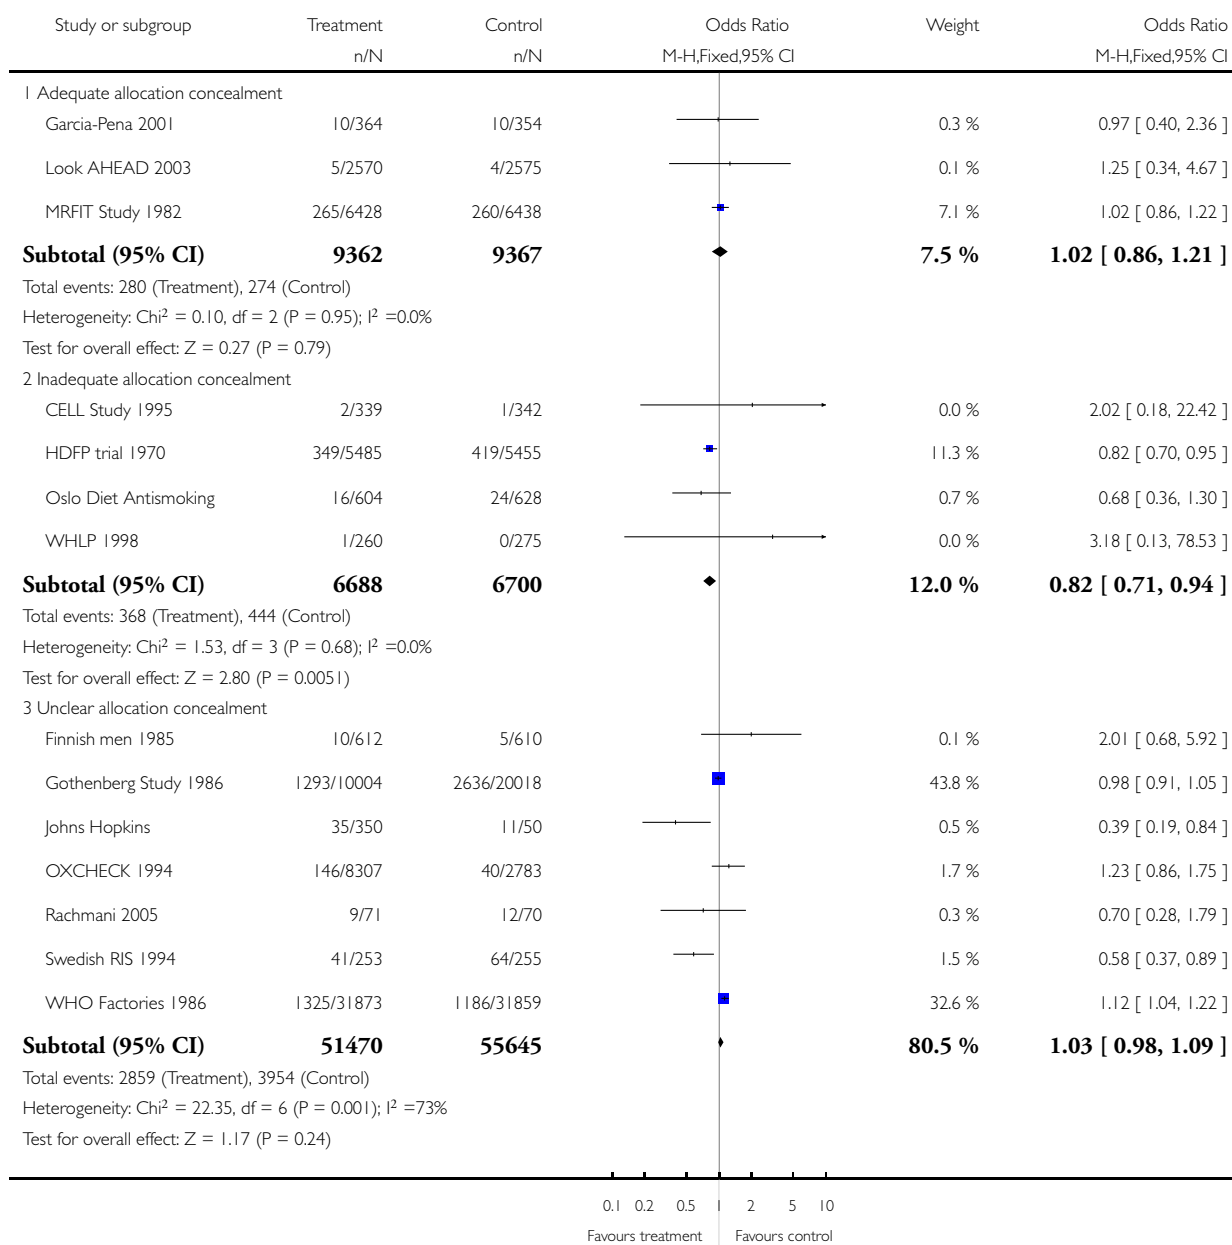 Study or subgroup Treatment Control Odds Ratio Weight Odds Ratio
n/N n/N M-H,Fixed,95% CI M-H,Fixed,95% CI
1 Adequate allocation concealment
Garcia-Pena 2001 10/364 10/354 0.3 % 0.97 [ 0.40, 2.36 ]
Look AHEAD 2003 5/2570 4/2575 0.1 % 1.25 [ 0.34, 4.67 ]
MRFIT Study 1982 265/6428 260/6438 7.1 % 1.02 [ 0.86, 1.22 ]
Subtotal (95% CI) 9362 9367 7.5 % 1.02 [ 0.86, 1.21 ]
Total events: 280 (Treatment), 274 (Control)
Heterogeneity: Chi² = 0.10, df = 2 (P = 0.95); I² =0.0%
Test for overall effect: Z = 0.27 (P = 0.79)
2 Inadequate allocation concealment
CELL Study 1995 2/339 1/342 0.0 % 2.02 [ 0.18, 22.42 ]
HDFP trial 1970 349/5485 419/5455 11.3 % 0.82 [ 0.70, 0.95 ]
Oslo Diet Antismoking 16/604 24/628 0.7 % 0.68 [ 0.36, 1.30 ]
WHLP 1998 1/260 0/275 0.0 % 3.18 [ 0.13, 78.53 ]
Subtotal (95% CI) 6688 6700 12.0 % 0.82 [ 0.71, 0.94 ]
Total events: 368 (Treatment), 444 (Control)
Heterogeneity: Chi² = 1.53, df = 3 (P = 0.68); I² =0.0%
Test for overall effect: Z = 2.80 (P = 0.0051)
3 Unclear allocation concealment
Finnish men 1985 10/612 5/610 0.1 % 2.01 [ 0.68, 5.92 ]
Gothenberg Study 1986 1293/10004 2636/20018 43.8 % 0.98 [ 0.91, 1.05 ]
Johns Hopkins 35/350 11/50 0.5 % 0.39 [ 0.19, 0.84 ]
OXCHECK 1994 146/8307 40/2783 1.7 % 1.23 [ 0.86, 1.75 ]
Rachmani 2005 9/71 12/70 0.3 % 0.70 [ 0.28, 1.79 ]
Swedish RIS 1994 41/253 64/255 1.5 % 0.58 [ 0.37, 0.89 ]
WHO Factories 1986 1325/31873 1186/31859 32.6 % 1.12 [ 1.04, 1.22 ]
Subtotal (95% CI) 51470 55645 80.5 % 1.03 [ 0.98, 1.09 ]
Total events: 2859 (Treatment), 3954 (Control)
Heterogeneity: Chi² = 22.35, df = 6 (P = 0.001); I² =73%
Test for overall effect: Z = 1.17 (P = 0.24)
0.1 0.2 0.5 1 2 5 10
Favours treatment Favours control